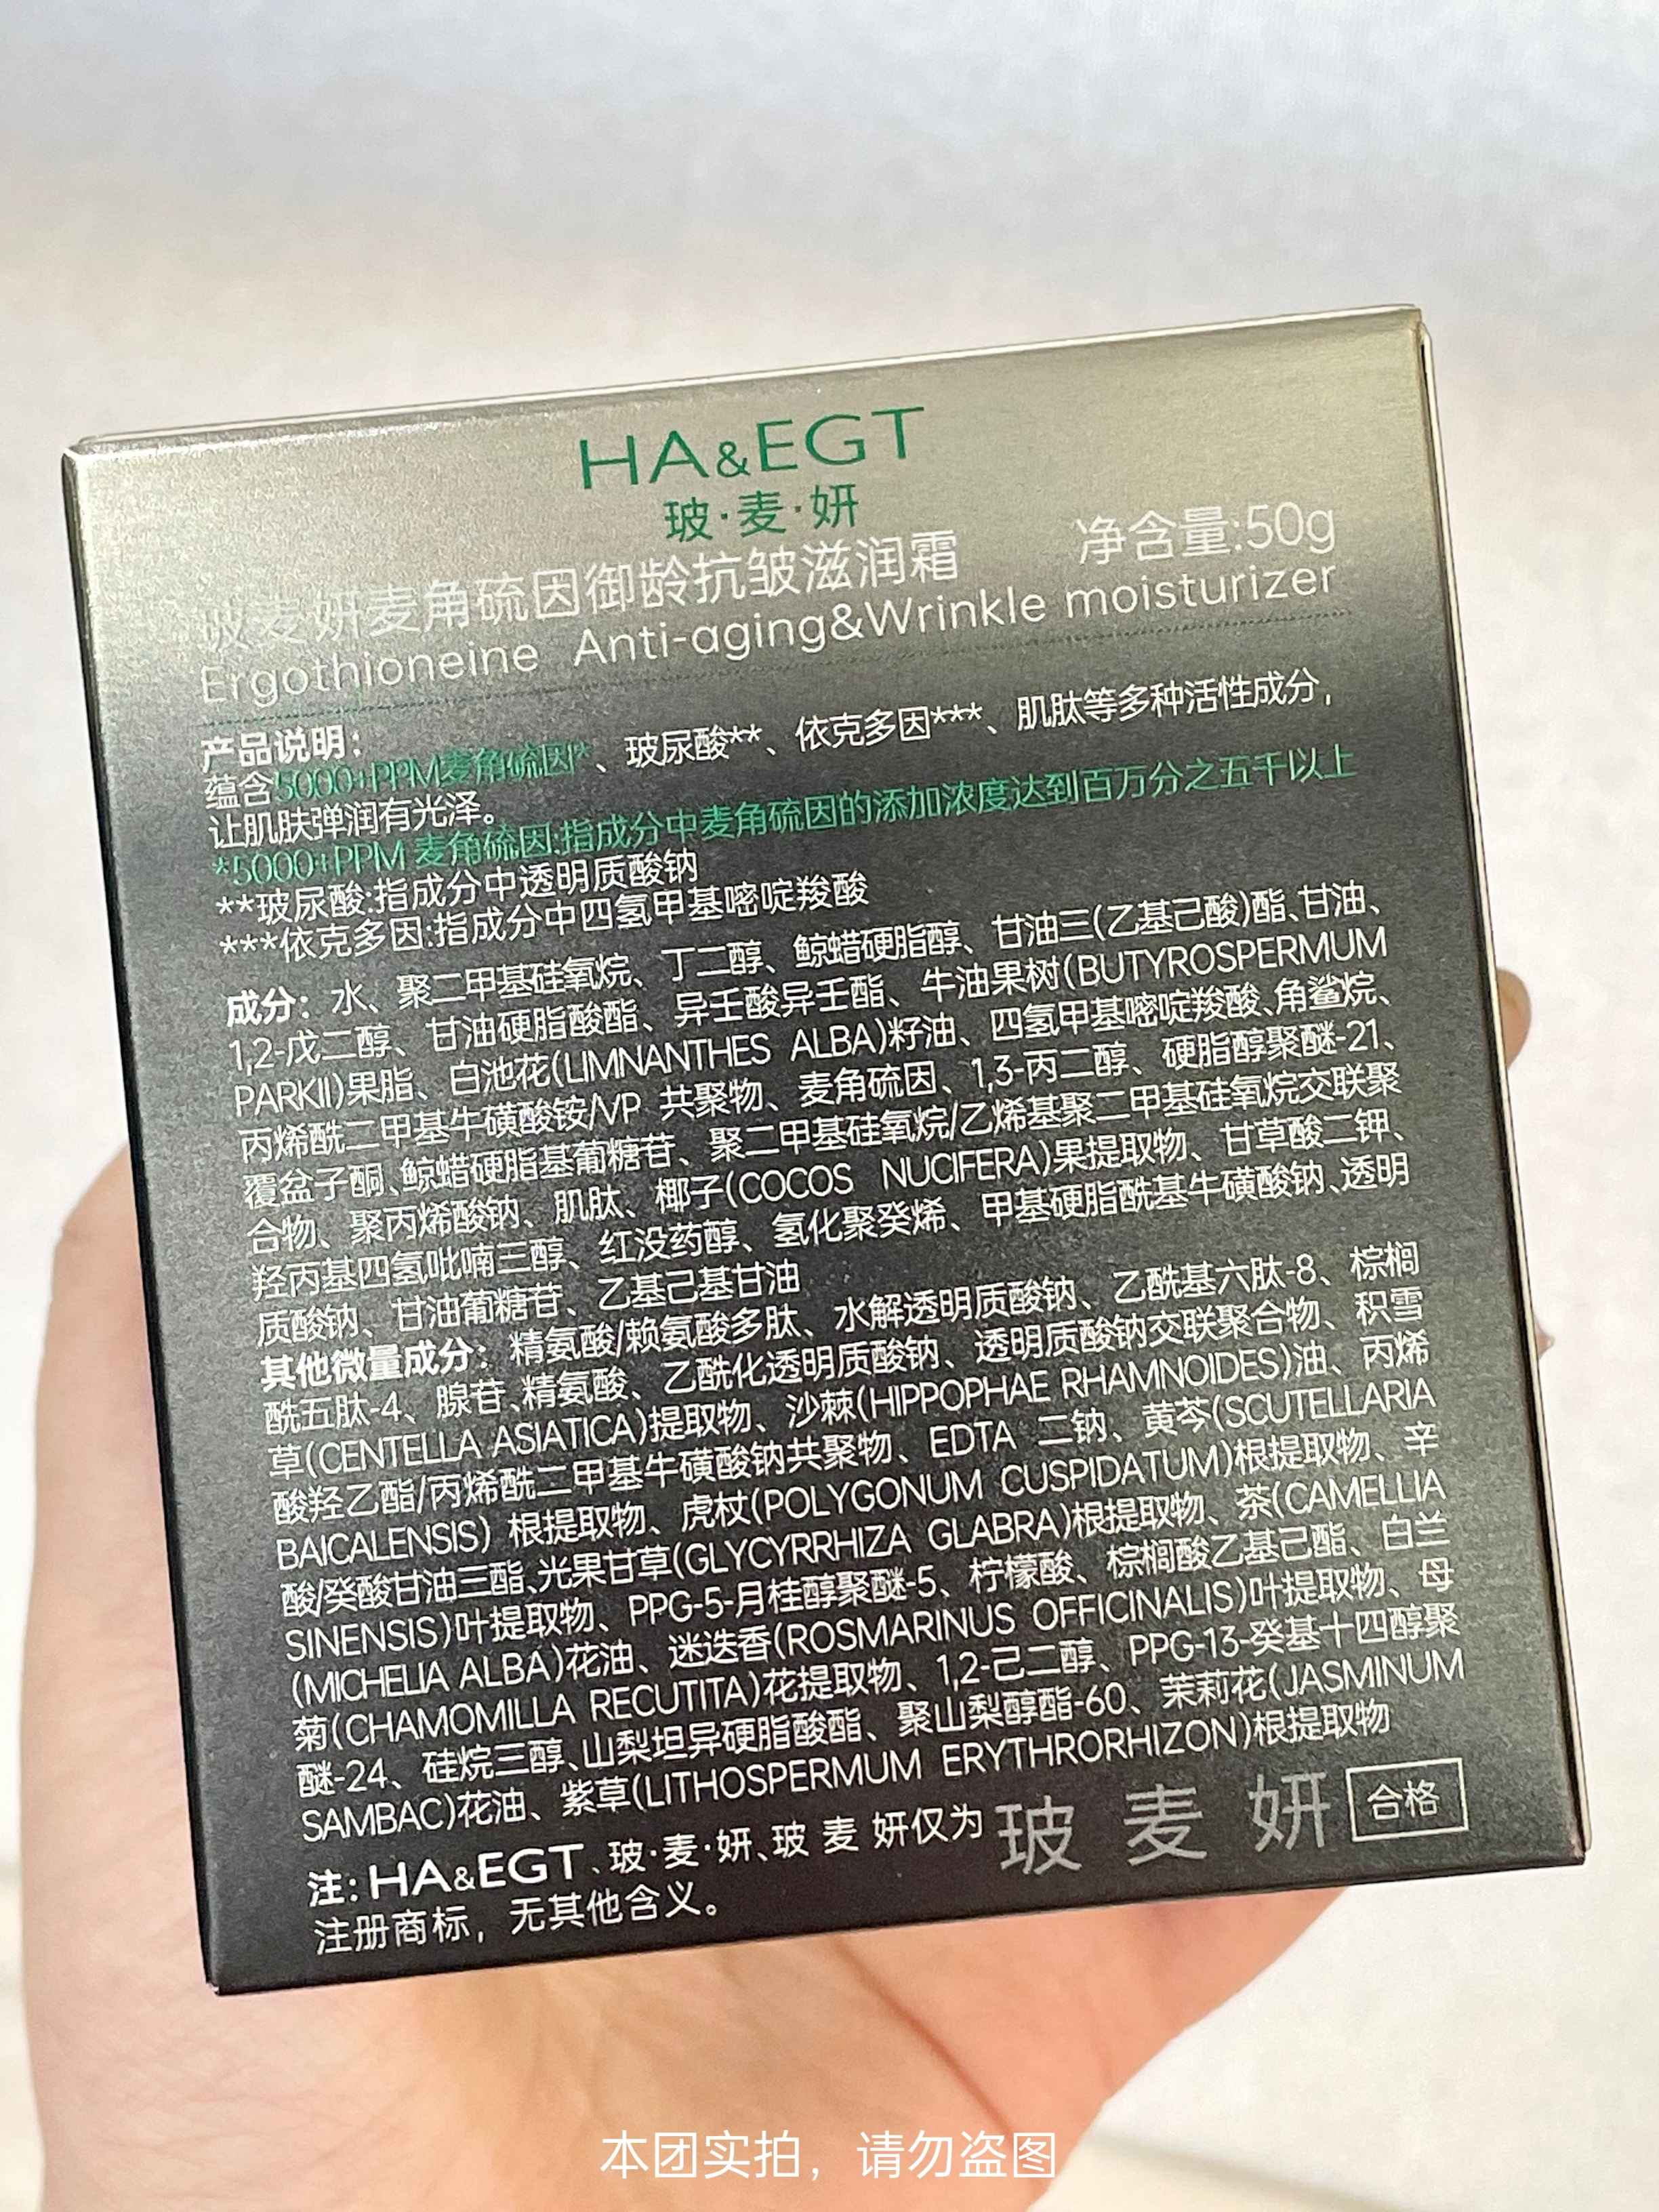 HA&EGT
玻·麦·妍
玻麦妍麦角硫因御龄抗皱滋润霜 净含量:50g
Ergothioneine Anti-aging&Wrinkle moisturizer
产品说明：
蕴含5000+PPM麦角硫因*、玻尿酸**、依克多因***、肌肽等多种活性成分，
让肌肤弹润有光泽。
*5000+PPM 麦角硫因:指成分中麦角硫因的添加浓度达到百万分之五千以上
**玻尿酸:指成分中透明质酸钠
***依克多因:指成分中四氢甲基嘧啶羧酸
成分：水、聚二甲基硅氧烷、丁二醇、鲸蜡硬脂醇、甘油三(乙基己酸)酯、甘油、
1,2-戊二醇、甘油硬脂酸酯、异壬酸异壬酯、牛油果树(BUTYROSPERMUM
PARKII)果脂、白池花(LIMNANTHES ALBA)籽油、四氢甲基嘧啶羧酸、角鲨烷、
丙烯酰二甲基牛磺酸铵/VP 共聚物、麦角硫因、1,3-丙二醇、硬脂醇聚醚-21、
覆盆子酮、鲸蜡硬脂基葡糖苷、聚二甲基硅氧烷/乙烯基聚二甲基硅氧烷交联聚
合物、聚丙烯酸钠、肌肽、椰子(COCOS NUCIFERA)果提取物、甘草酸二钾、
羟丙基四氢吡喃三醇、红没药醇、氢化聚癸烯、甲基硬脂酰基牛磺酸钠、透明
质酸钠、甘油葡糖苷、乙基己基甘油
其他微量成分：精氨酸/赖氨酸多肽、水解透明质酸钠、乙酰基六肽-8、棕榈
酰五肽-4、腺苷、精氨酸、乙酰化透明质酸钠、透明质酸钠交联聚合物、积雪
草(CENTELLA ASIATICA)提取物、沙棘(HIPPOPHAE RHAMNOIDES)油、丙烯
酸羟乙酯/丙烯酰二甲基牛磺酸钠共聚物、EDTA 二钠、黄芩(SCUTELLARIA
BAICALENSIS) 根提取物、虎杖(POLYGONUM CUSPIDATUM)根提取物、辛
酸/癸酸甘油三酯、光果甘草(GLYCYRRHIZA GLABRA)根提取物、茶(CAMELLIA
SINENSIS)叶提取物、PPG-5-月桂醇聚醚-5、柠檬酸、棕榈酸乙基己酯、白兰
(MICHELIA ALBA)花油、迷迭香(ROSMARINUS OFFICINALIS)叶提取物、母
菊(CHAMOMILLA RECUTITA)花提取物、1,2-己二醇、PPG-13-癸基十四醇聚
醚-24、硅烷三醇、山梨坦异硬脂酸酯、聚山梨醇酯-60、茉莉花(JASMINUM
SAMBAC)花油、紫草(LITHOSPERMUM ERYTHRORHIZON)根提取物
注: HA&EGT、玻·麦·妍、玻 麦 妍仅为 玻 麦 妍 合格
注册商标，无其他含义。
本团实拍，请勿盗图